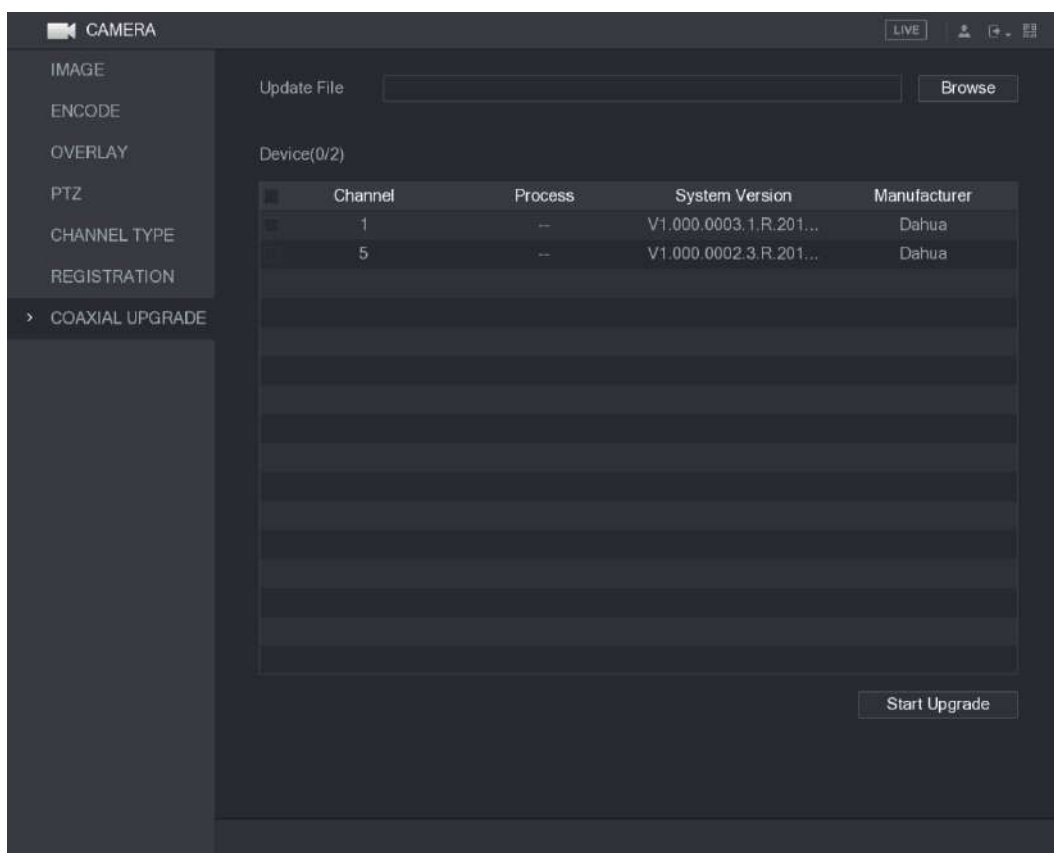 CAMERA LIVE
IMAGE
ENCODE
OVERLAY
PTZ
CHANNEL TYPE
REGISTRATION
> COAXIAL UPGRADE
Update File Browse
Device(0/2)
Channel Process System Version Manufacturer
1 -- V1.000.0003.1.R.201... Dahua
5 -- V1.000.0002.3.R.201... Dahua
Start Upgrade